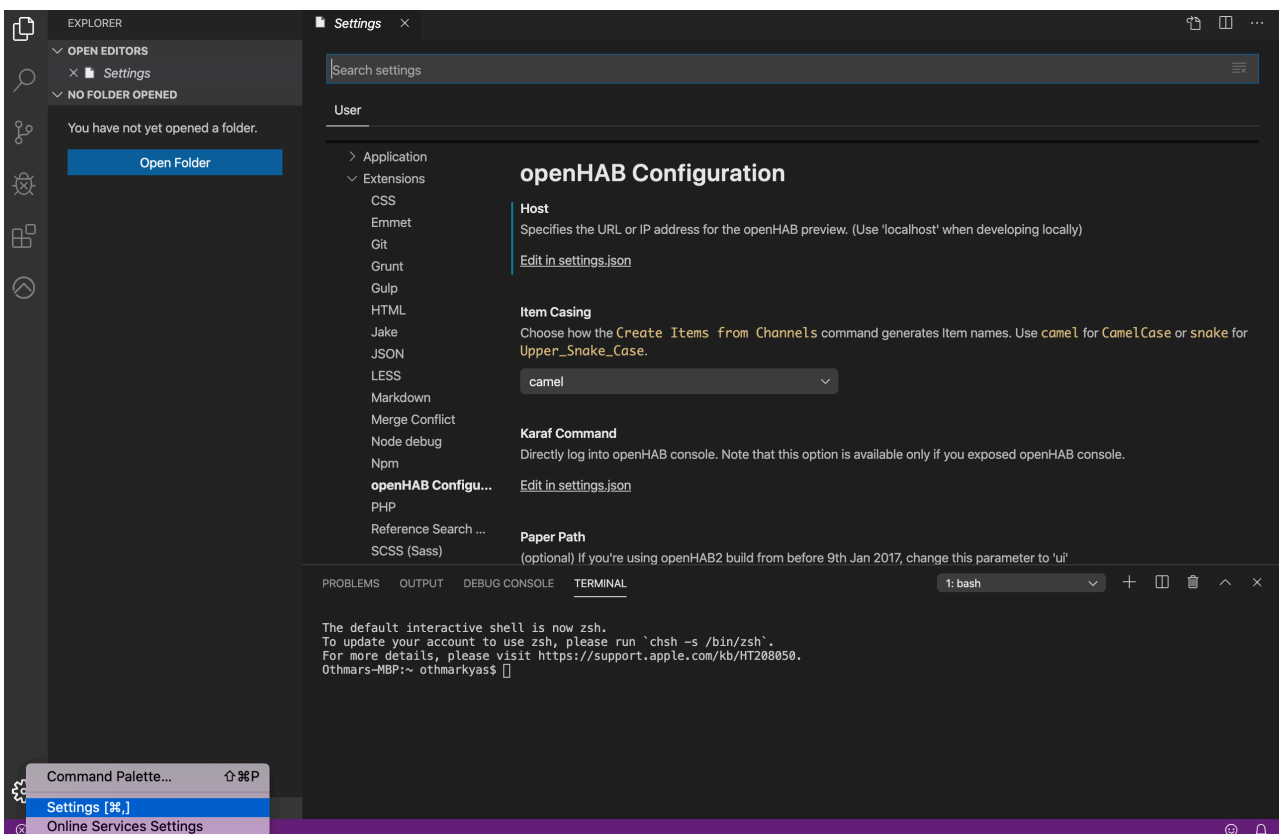 EXPLORER
OPEN EDITORS
Settings
NO FOLDER OPENED
You have not yet opened a folder.
Open Folder
Settings
Search settings
User
Application
Extensions
CSS
Emmet
Git
Grunt
Gulp
HTML
Jake
JSON
LESS
Markdown
Merge Conflict
Node debug
Npm
openHAB Configu...
PHP
Reference Search ...
SCSS (Sass)
openHAB Configuration
Host
Specifies the URL or IP address for the openHAB preview. (Use 'localhost' when developing locally)
Edit in settings.json
Item Casing
Choose how the Create Items from Channels command generates Item names. Use camel for CamelCase or snake for
Upper_Snake_Case.
camel
Karaf Command
Directly log into openHAB console. Note that this option is available only if you exposed openHAB console.
Edit in settings.json
Paper Path
(optional) If you're using openHAB2 build from before 9th Jan 2017, change this parameter to 'ui'
PROBLEMS OUTPUT DEBUG CONSOLE TERMINAL
1: bash
The default interactive shell is now zsh.
To update your account to use zsh, please run `chsh -s /bin/zsh`.
For more details, please visit https://support.apple.com/kb/HT208050.
Othmars-MBP:~ othmarkyas$
Command Palette... ⇧⌘P
Settings [⌘,]
Online Services Settings